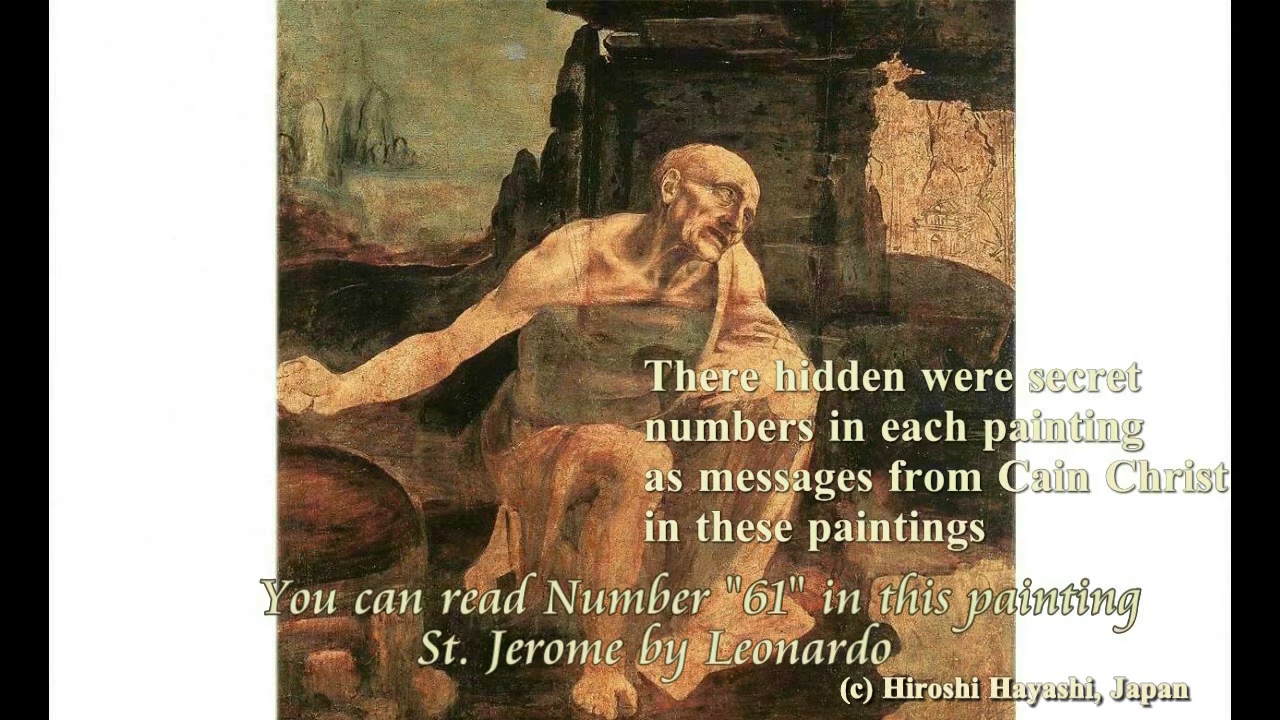 There hidden were secret
numbers in each painting
as messages from Cain Christ
in these paintings
You can read Number "61" in this painting
St. Jerome by Leonardo
(c) Hiroshi Hayashi, Japan